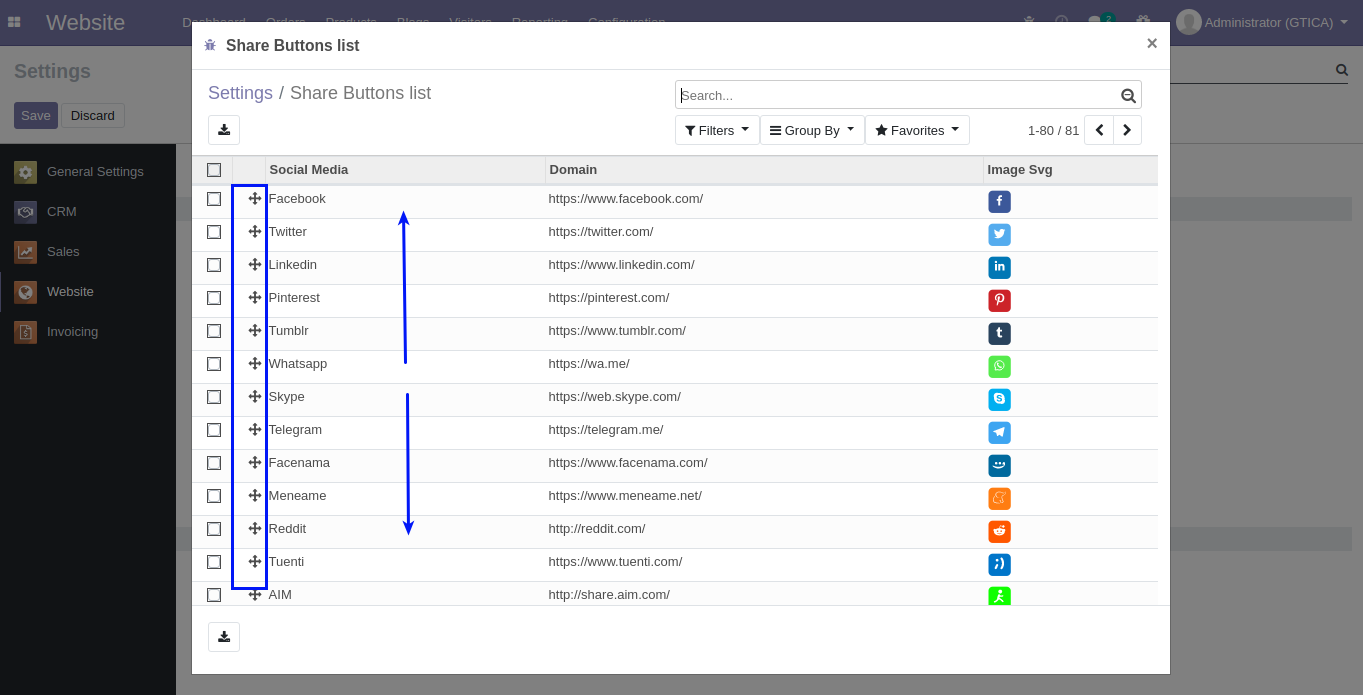 Website
Dashboard Orders Products Blogs Visitors Reporting Configuration
2
Administrator (GTICA)
Share Buttons list
×
Settings
Settings / Share Buttons list
Search...
Save
Discard
Filters
Group By
Favorites
1-80 / 81
General Settings
CRM
Sales
Website
Invoicing
Social Media Domain Image Svg
Facebook https://www.facebook.com/ f
Twitter https://twitter.com/
Linkedin https://www.linkedin.com/ in
Pinterest https://pinterest.com/
Tumblr https://www.tumblr.com/ t
Whatsapp https://wa.me/
Skype https://web.skype.com/ S
Telegram https://telegram.me/
Facenama https://www.facenama.com/
Meneame https://www.meneame.net/
Reddit http://reddit.com/
Tuenti https://www.tuenti.com/ ;)
AIM http://share.aim.com/